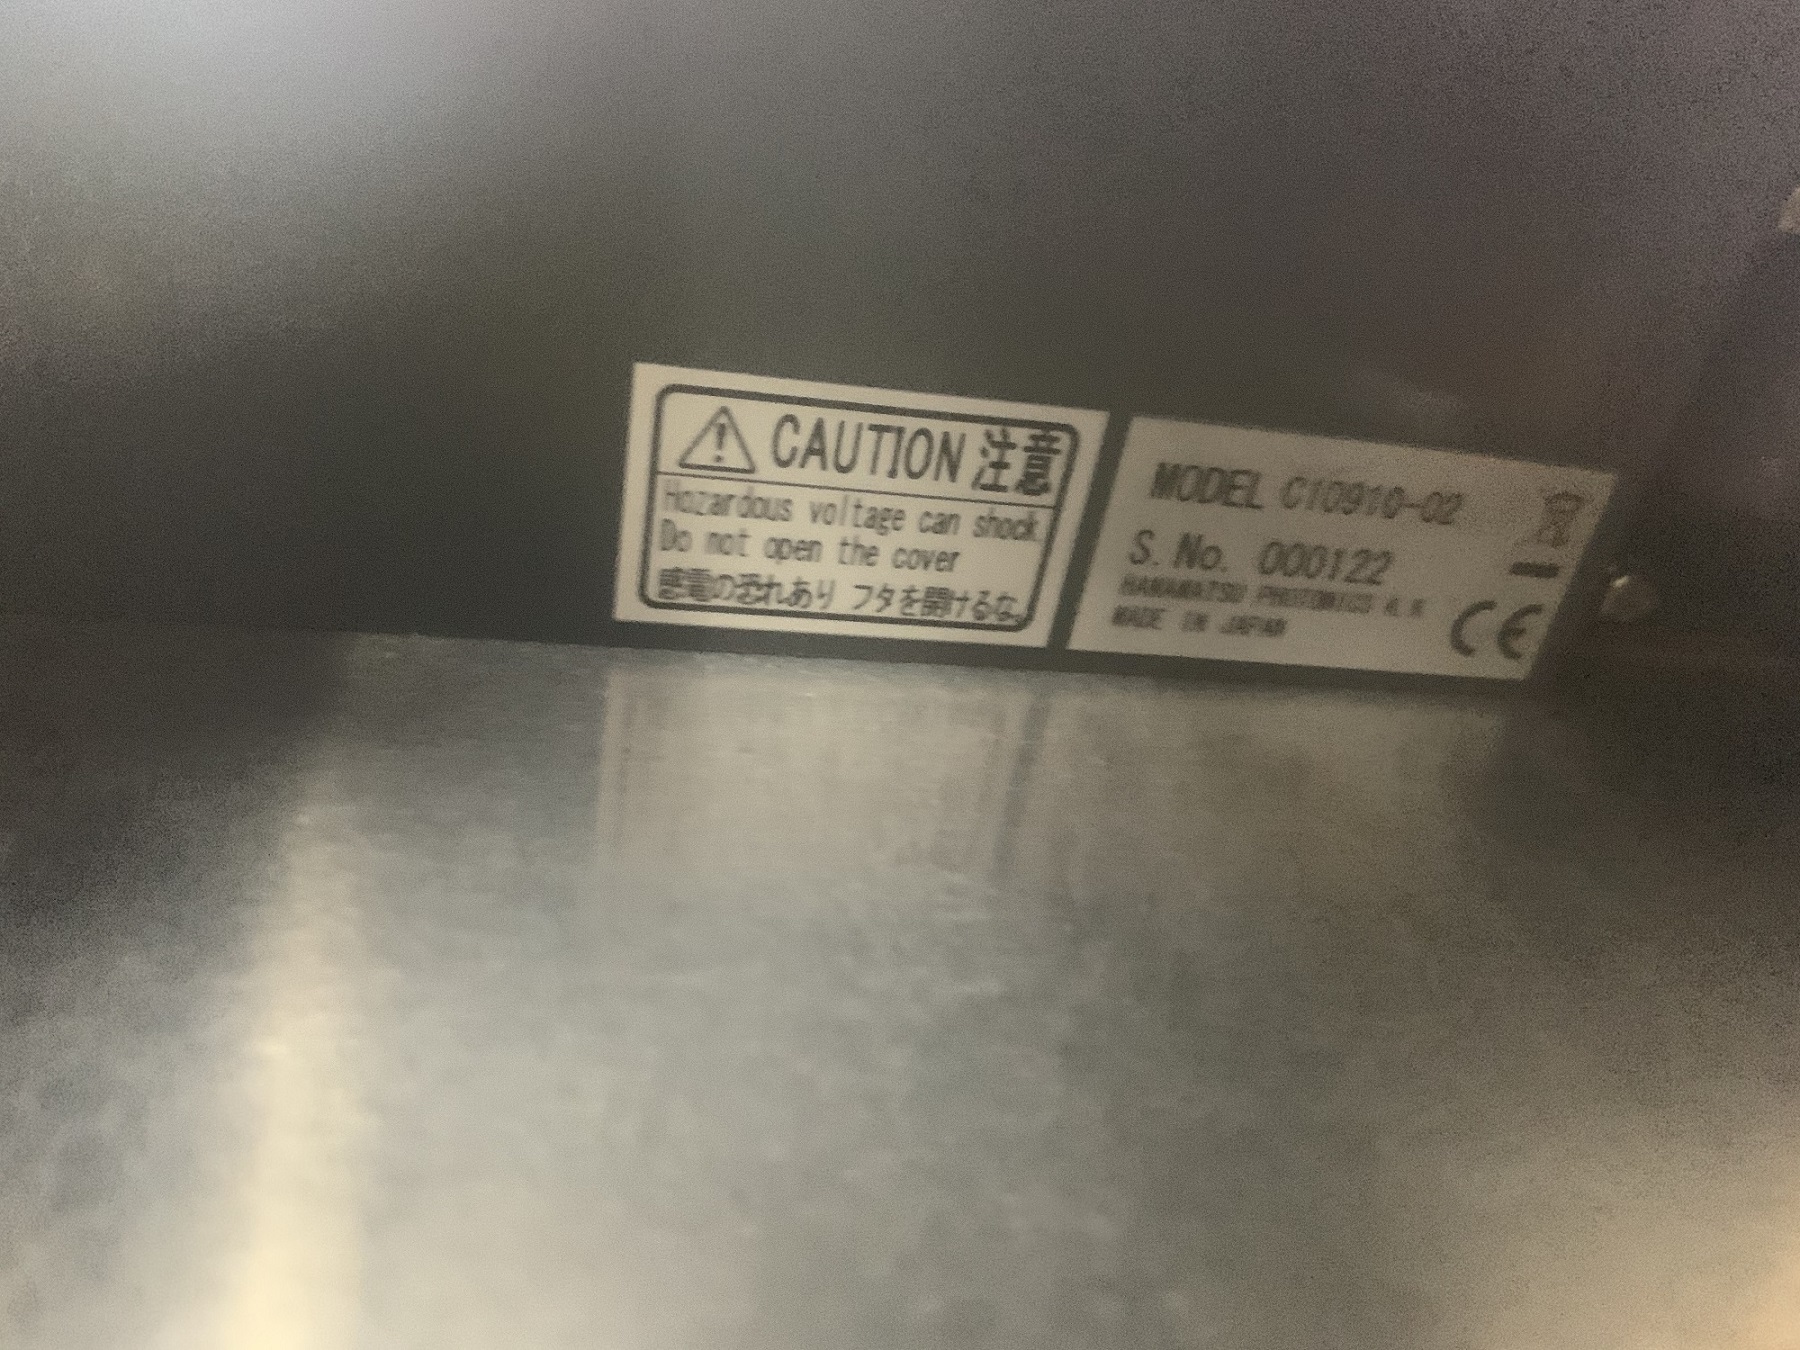 CAUTION 注意
Hazardous voltage can shock
Do not open the cover
感電の恐れあり フタを開けるな。
MODEL C10910-02
S.No. 000122
HAMAMATSU PHOTONICS K.K
MADE IN JAPAN
CE